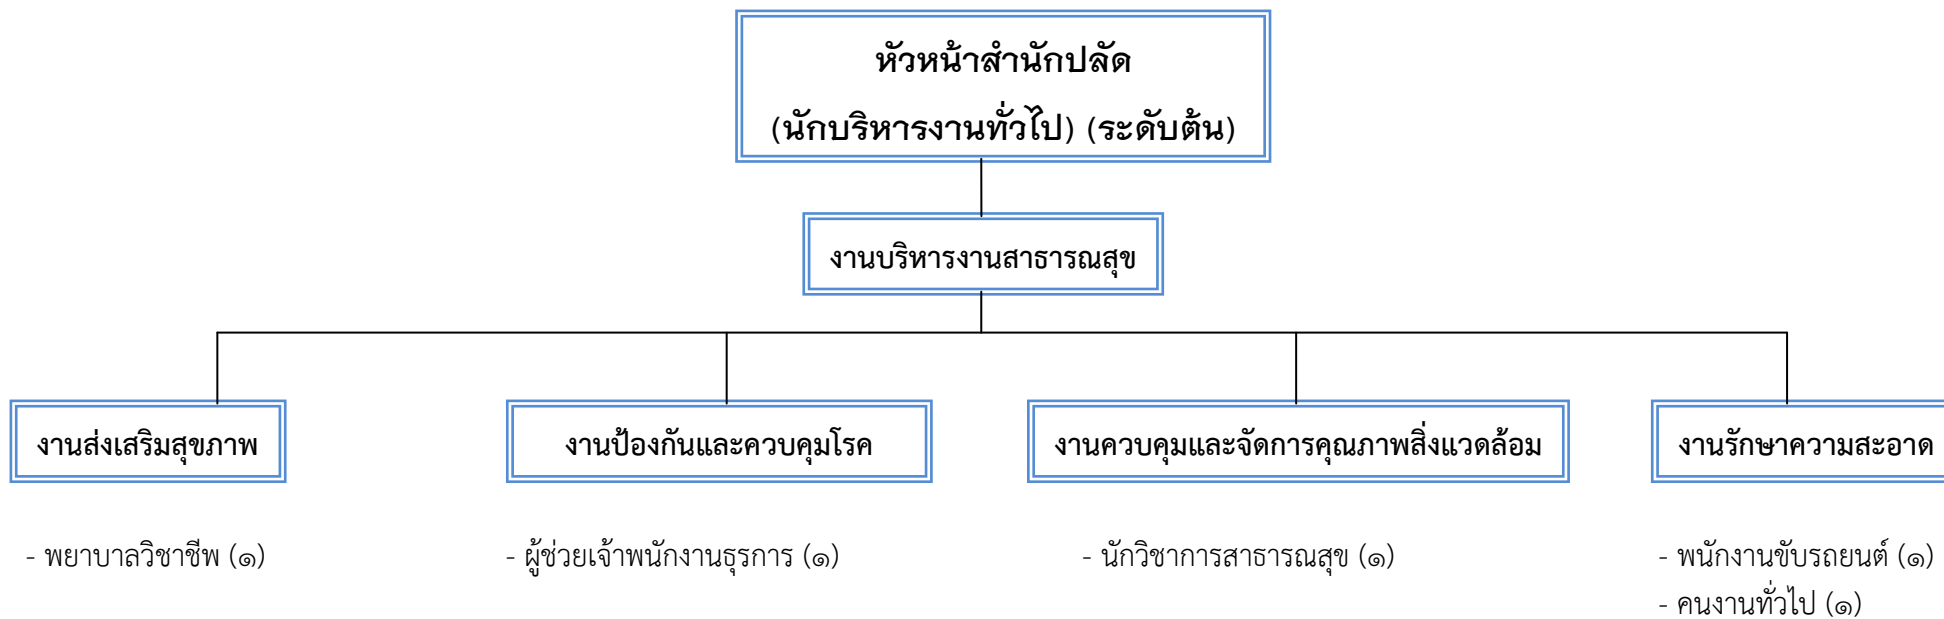 หัวหน้าสำนักปลัด
(นักบริหารงานทั่วไป) (ระดับต้น)
งานบริหารงานสาธารณสุข
งานส่งเสริมสุขภาพ
งานป้องกันและควบคุมโรค
งานควบคุมและจัดการคุณภาพสิ่งแวดล้อม
งานรักษาความสะอาด
- พยาบาลวิชาชีพ (๑)
- ผู้ช่วยเจ้าพนักงานธุรการ (๑)
- นักวิชาการสาธารณสุข (๑)
- พนักงานขับรถยนต์ (๑)
- คนงานทั่วไป (๑)